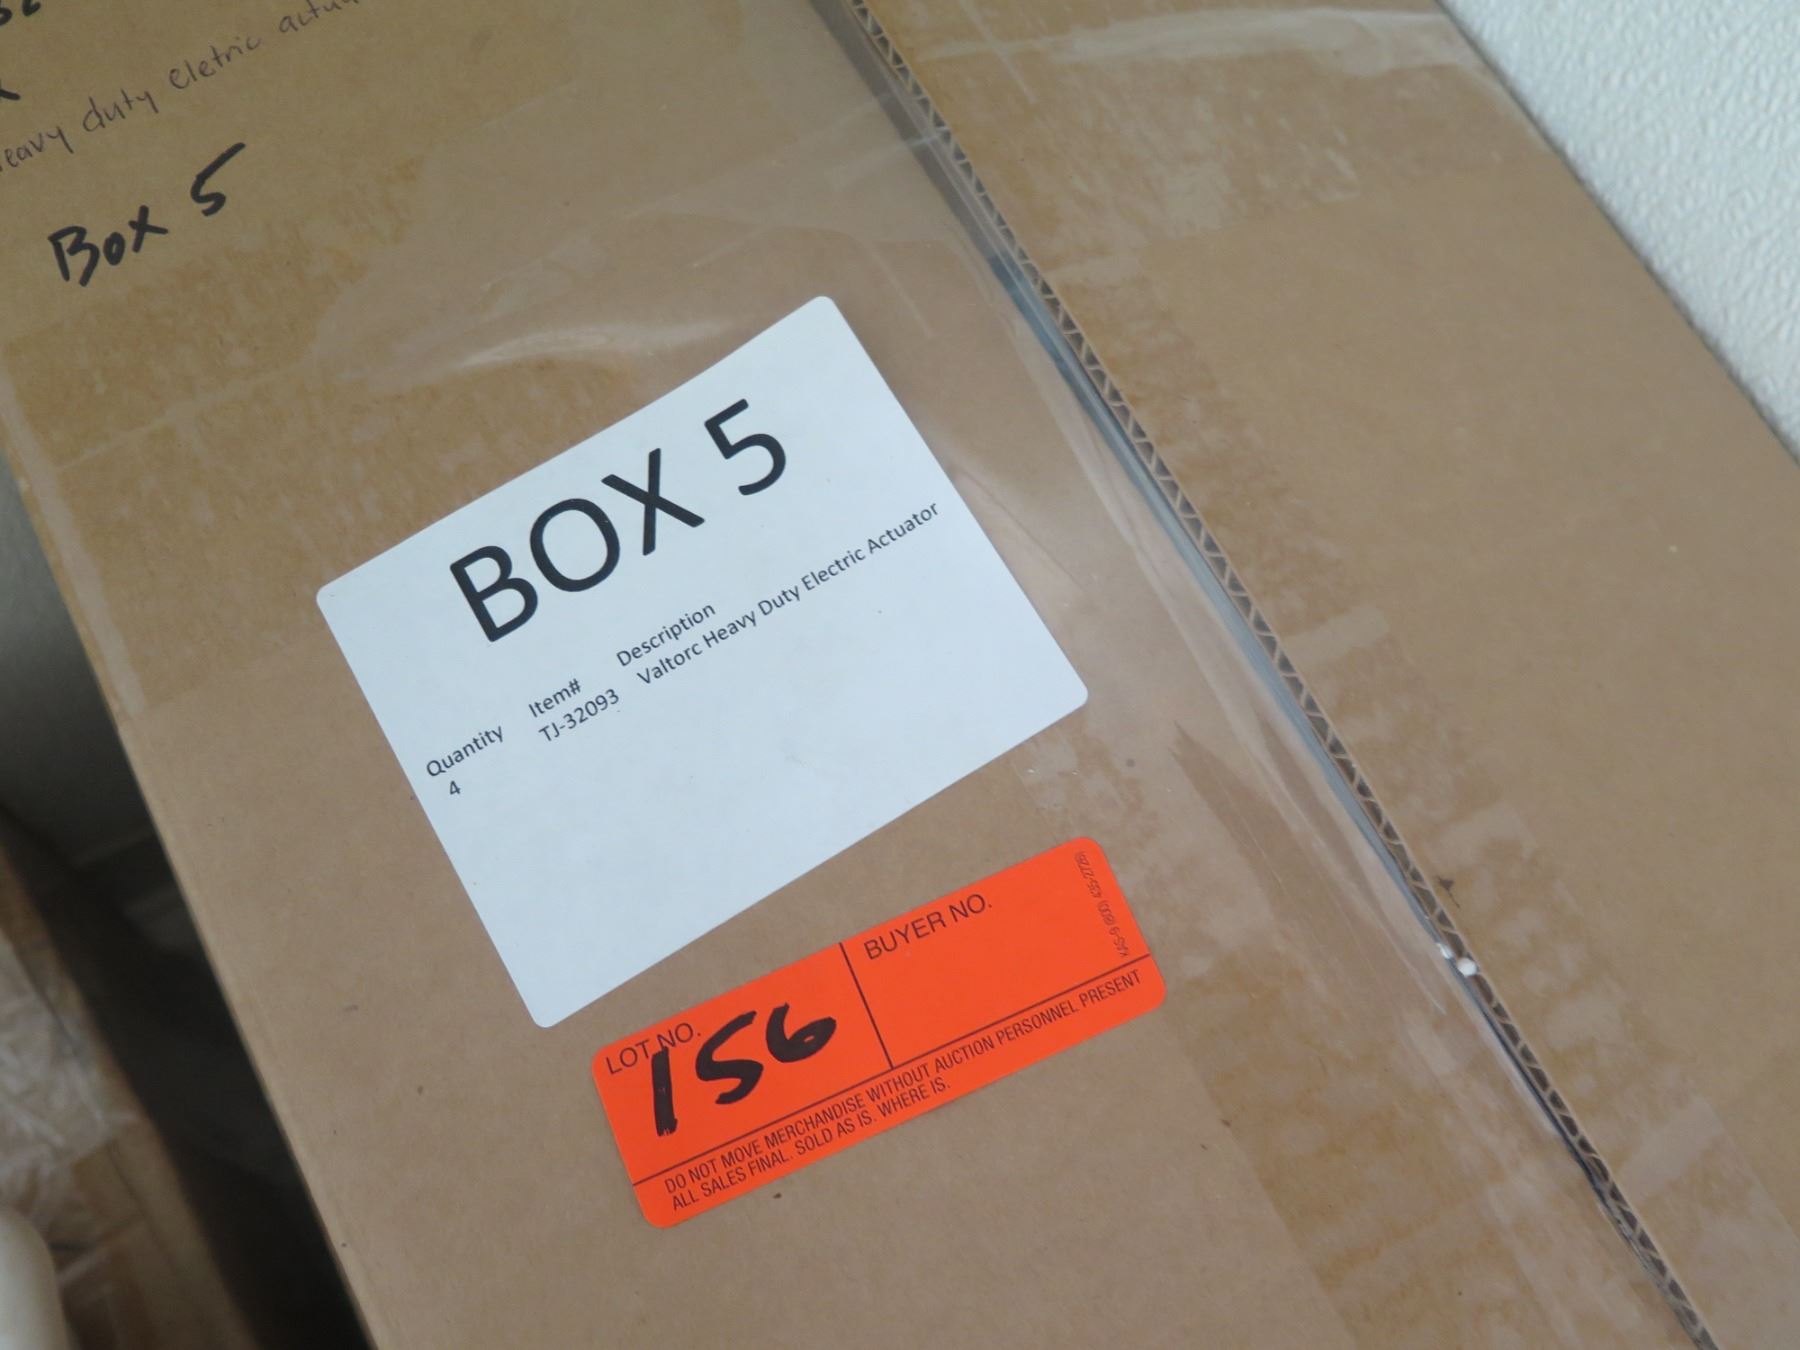 duty eletric
Box 5
BOX 5
Quantity Item# Description
4 TJ-32093 Valtorc Heavy Duty Electric Actuator
LOT NO. 156
BUYER NO.
DO NOT MOVE MERCHANDISE WITHOUT AUCTION PERSONNEL PRESENT
ALL SALES FINAL. SOLD AS IS. WHERE IS.